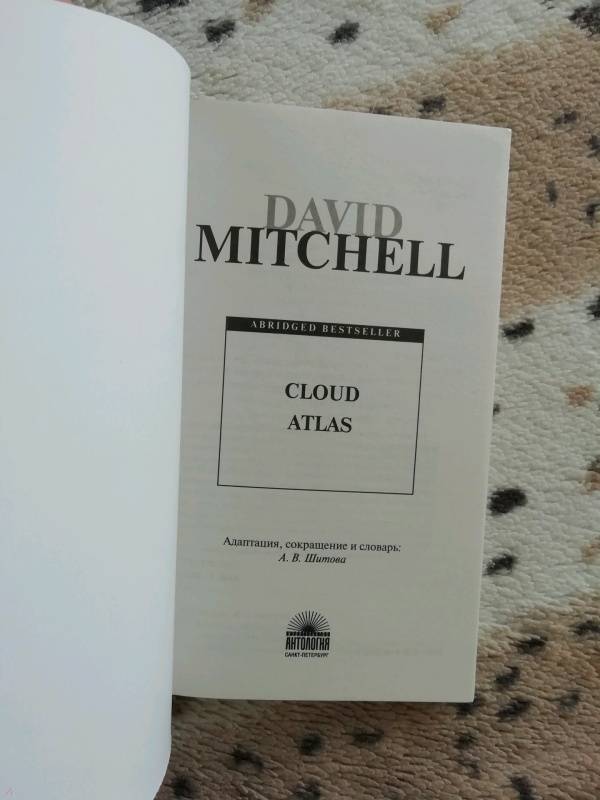 DAVID
MITCHELL
ABRIDGED BESTSELLER
CLOUD
ATLAS
Адаптация, сокращение и словарь:
А. В. Шитова
АНТОЛОГИЯ
САНКТ-ПЕТЕРБУРГ